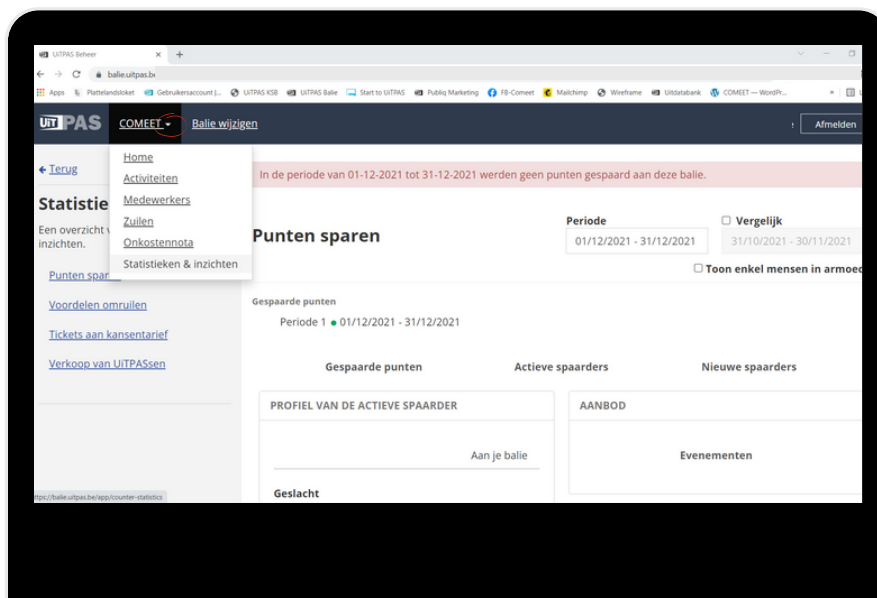 UiTPAS Beheer
balie.uitpas.be
Apps Plattelandsloket Gebruikersaccount |... UiTPAS KSB UiTPAS Balie Start to UiTPAS Publiq Marketing FB-Comeet Mailchimp Wireframe Uitdatabank COMEET — WordPr... »
UiTPAS COMEET Balie wijzigen Afmelden
Terug
Home
Activiteiten
Medewerkers
Zuilen
Onkostennota
Statistieken & inzichten
In de periode van 01-12-2021 tot 31-12-2021 werden geen punten gespaard aan deze balie.
Statistie
Een overzicht
inzichten.
Punten spar
Voordelen omruilen
Tickets aan kansentarief
Verkoop van UiTPASsen
Punten sparen
Periode
01/12/2021 - 31/12/2021
Vergelijk
31/10/2021 - 30/11/2021
Toon enkel mensen in armoed
Gespaarde punten
Periode 1 ● 01/12/2021 - 31/12/2021
Gespaarde punten Actieve spaarders Nieuwe spaarders
PROFIEL VAN DE ACTIEVE SPAARDER
Aan je balie
Geslacht
AANBOD
Evenementen
ttps://balie.uitpas.be/app/counter-statistics